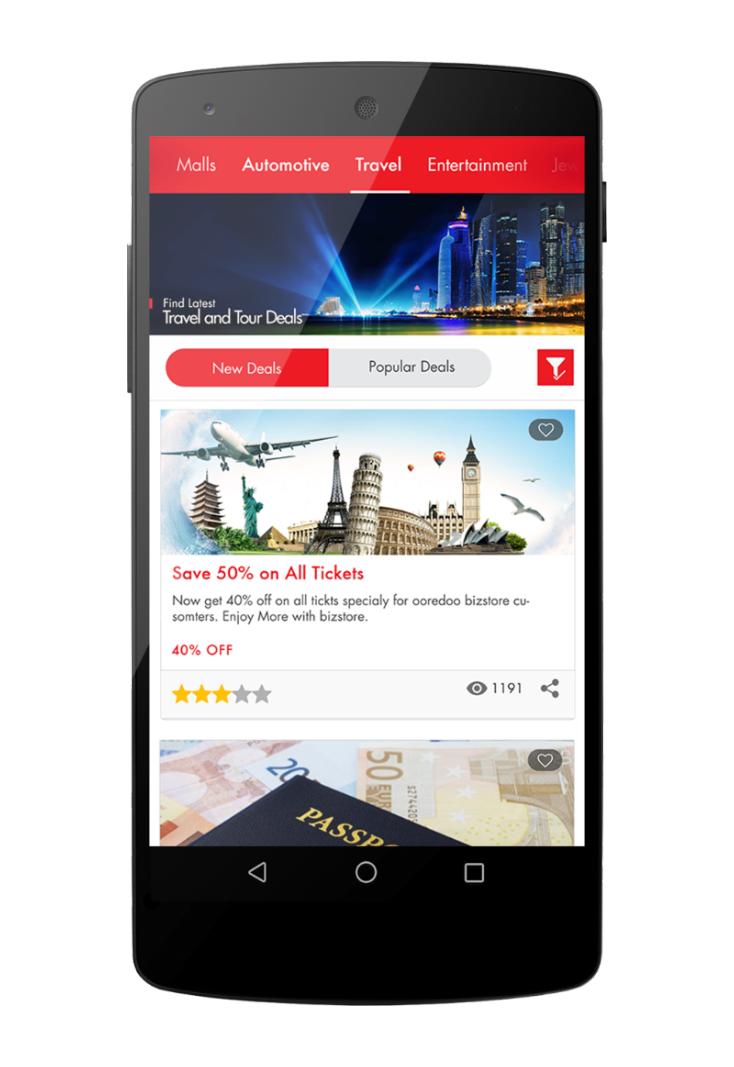 Malls Automotive Travel Entertainment Jew
Find Latest
Travel and Tour Deals
New Deals Popular Deals
Save 50% on All Tickets
Now get 40% off on all tickts specialy for ooredoo bizstore cu-
somters. Enjoy More with bizstore.
40% OFF
1191
20
50
EURO
PASSPO